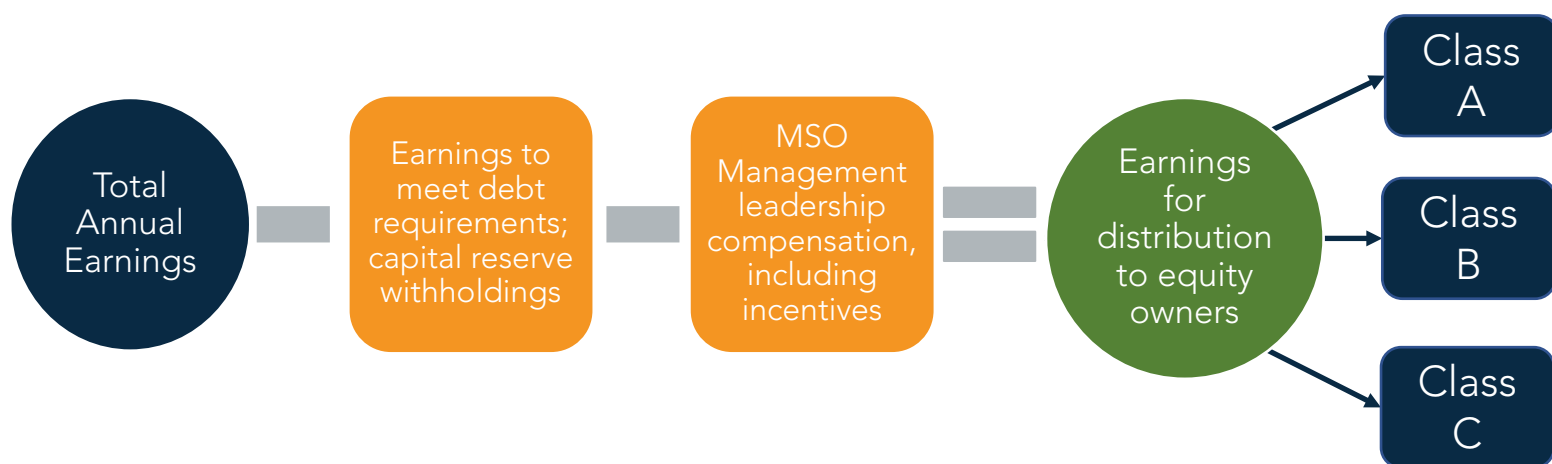 Total
Annual
Earnings
Earnings to
meet debt
requirements;
capital reserve
withholdings
MSO
Management
leadership
compensation,
including
incentives
Earnings
for
distribution
to equity
owners
Class
A
Class
B
Class
C